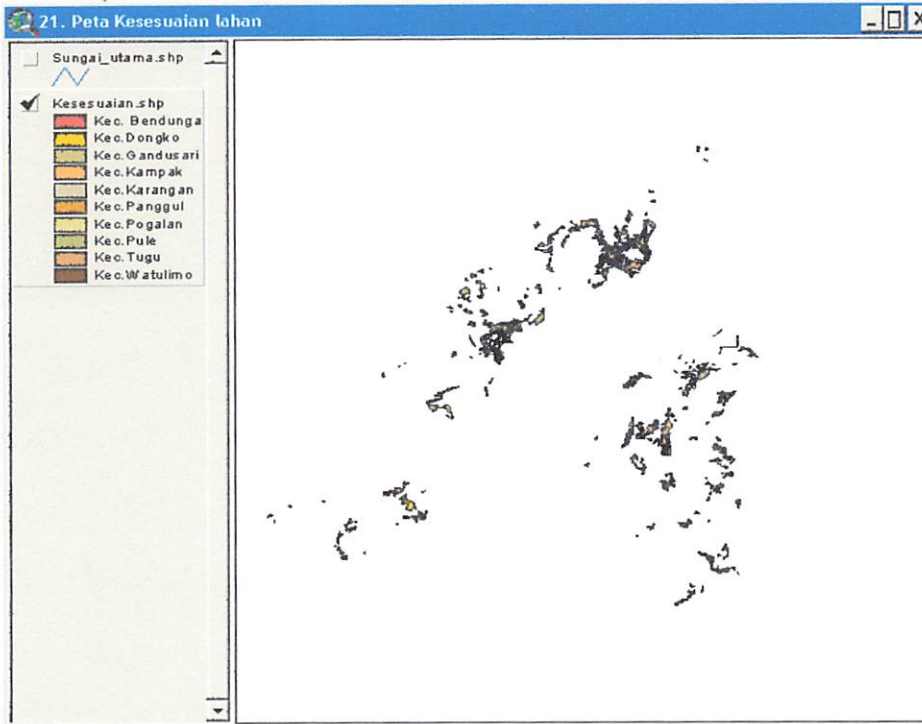 21. Peta Kesesuaian lahan
Sungai_utama.shp
Kesesuaian.shp
Kec. Bendunga
Kec.Dongko
Kec.Gandusari
Kec.Kampak
Kec.Karangan
Kec.Panggul
Kec.Pogalan
Kec.Pule
Kec.Tugu
Kec.Watulimo